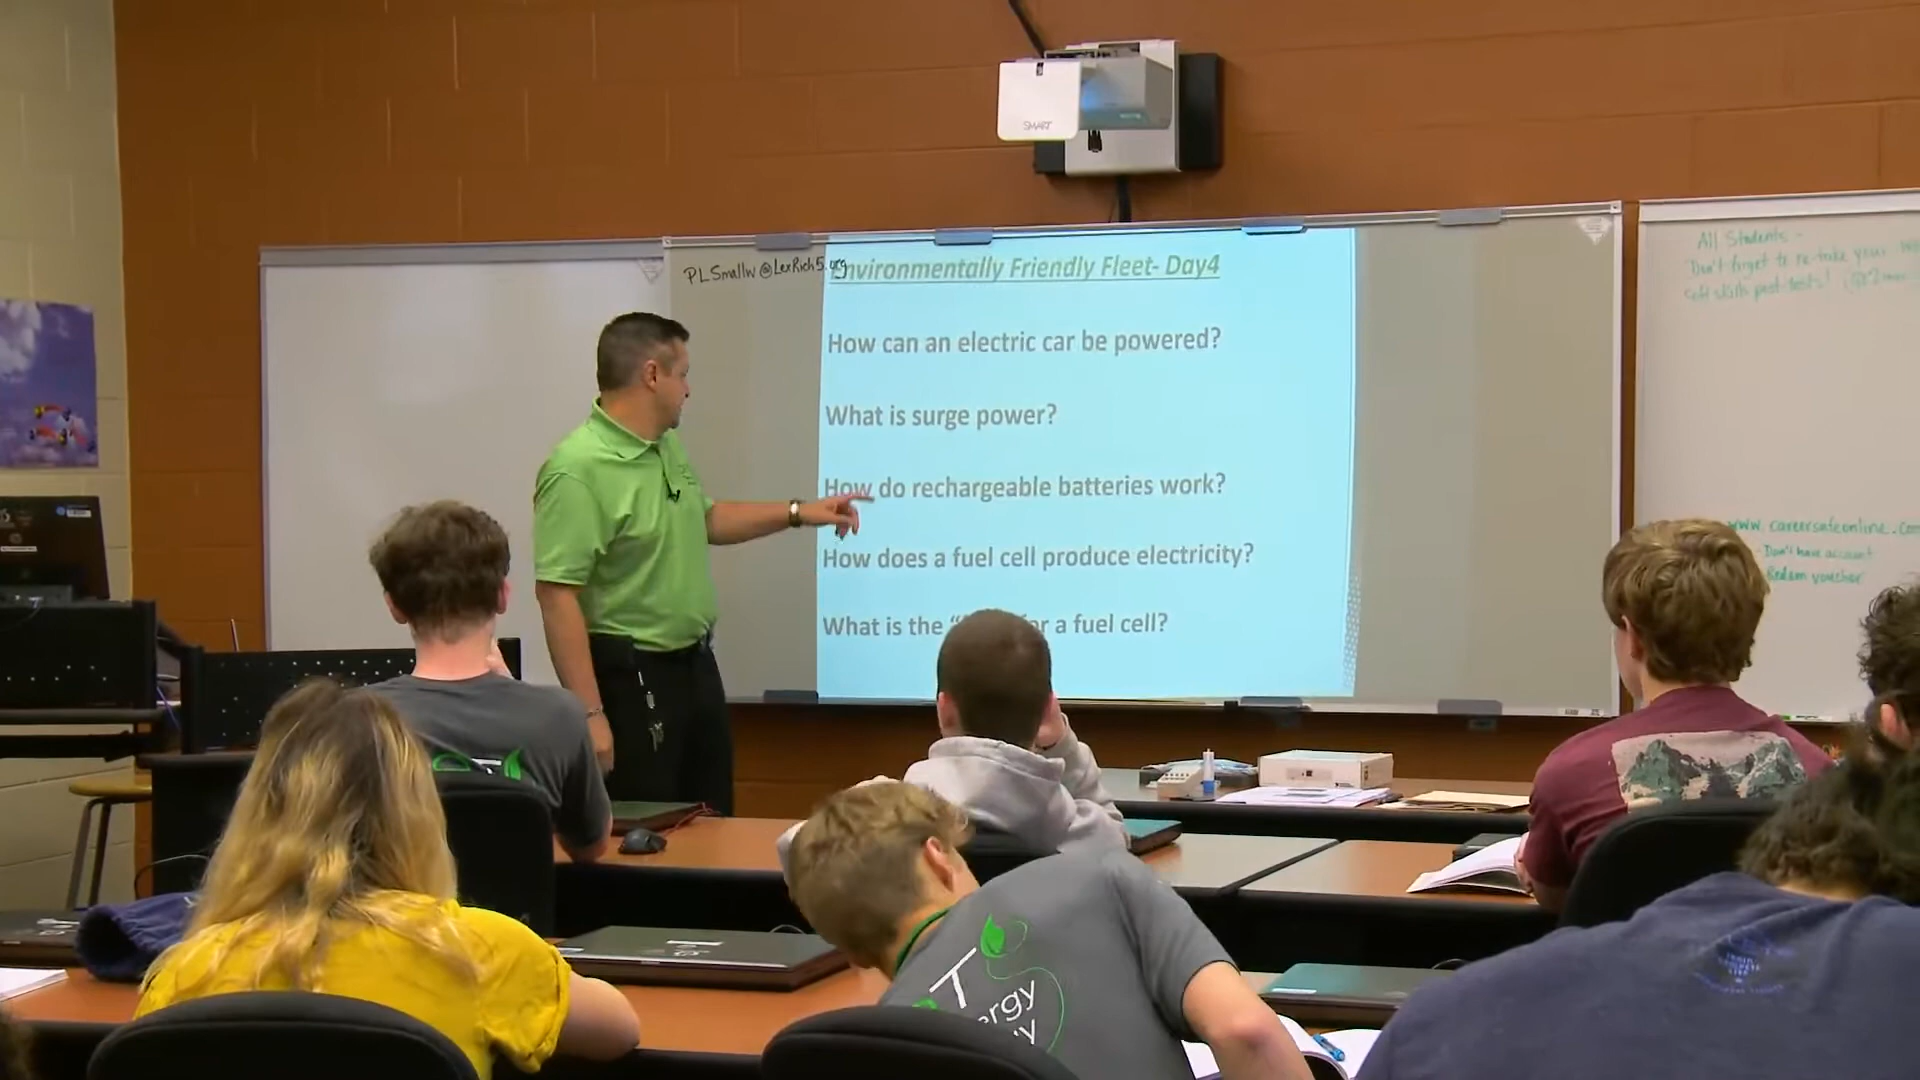 SMART
PLSmallw@LexRich5.org
Environmentally Friendly Fleet- Day4
How can an electric car be powered?
What is surge power?
How do rechargeable batteries work?
How does a fuel cell produce electricity?
What is the a fuel cell?
All Students -
Don't forget to re-take your
soft skills post-tests!
www.careersafeonline.com
- Don't have account
Redeem voucher